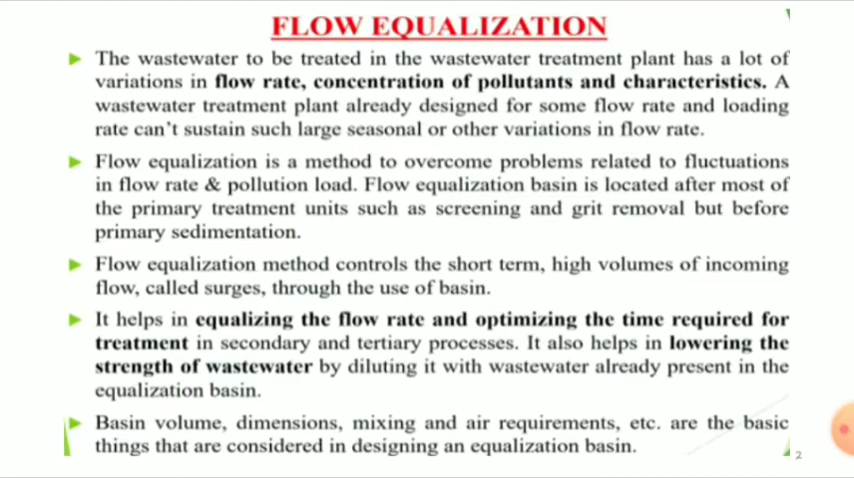 FLOW EQUALIZATION
The wastewater to be treated in the wastewater treatment plant has a lot of
variations in flow rate, concentration of pollutants and characteristics. A
wastewater treatment plant already designed for some flow rate and loading
rate can't sustain such large seasonal or other variations in flow rate.
Flow equalization is a method to overcome problems related to fluctuations
in flow rate & pollution load. Flow equalization basin is located after most of
the primary treatment units such as screening and grit removal but before
primary sedimentation.
Flow equalization method controls the short term, high volumes of incoming
flow, called surges, through the use of basin.
It helps in equalizing the flow rate and optimizing the time required for
treatment in secondary and tertiary processes. It also helps in lowering the
strength of wastewater by diluting it with wastewater already present in the
equalization basin.
Basin volume, dimensions, mixing and air requirements, etc. are the basic
things that are considered in designing an equalization basin.
2